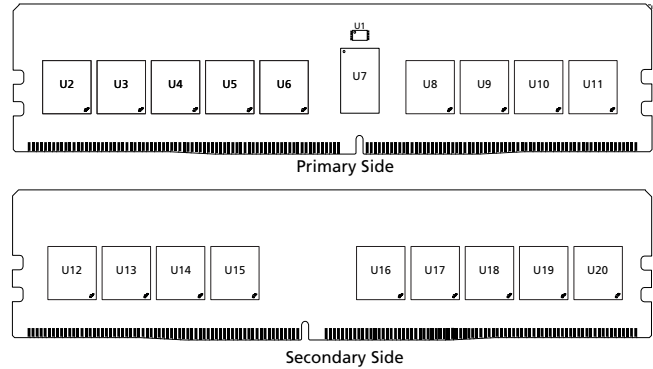 U1
U2 U3 U4 U5 U6 U7 U8 U9 U10 U11
Primary Side
U12 U13 U14 U15 U16 U17 U18 U19 U20
Secondary Side